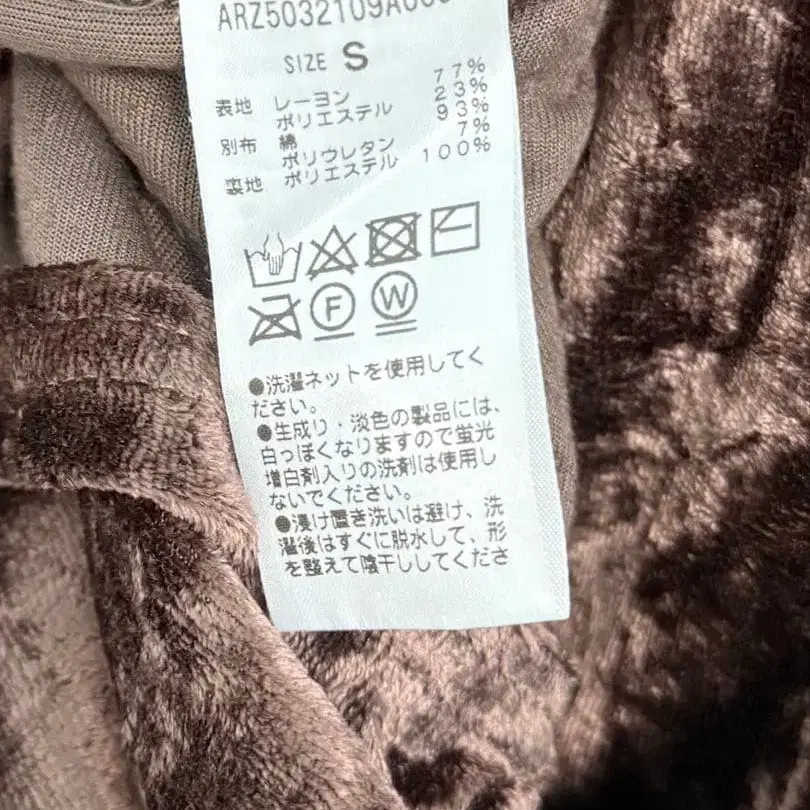 ARZ5032109A
SIZE S
表地 レーヨン 77%
ポリエステル 23%
別布 綿 93%
ポリウレタン 7%
裏地 ポリエステル 100%
F W
●洗濯ネットを使用してく
ださい。
●生成り・淡色の製品には、
白っぽくなりますので蛍光
増白剤入りの洗剤は使用し
ないでください。
●浸け置き洗いは避け、洗
濯後はすぐに脱水して、形
を整えて陰干ししてくださ